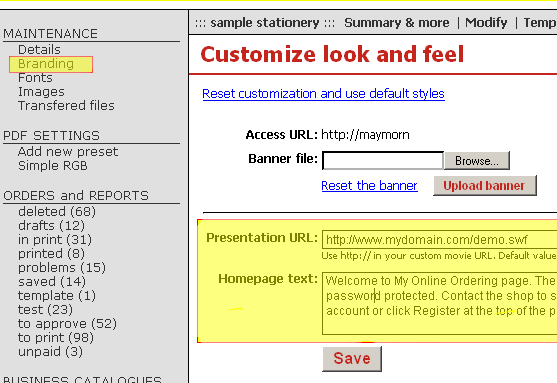 MAINTENANCE
Details
Branding
Fonts
Images
Transfered files
PDF SETTINGS
Add new preset
Simple RGB
ORDERS and REPORTS
deleted (68)
drafts (12)
in print (31)
printed (8)
problems (15)
saved (14)
template (1)
test (23)
to approve (52)
to print (98)
unpaid (3)
BUSINESS CATALOGUES
::: sample stationery ::: Summary & more | Modify | Temp
Customize look and feel
Reset customization and use default styles
Access URL: http://maymorn
Banner file: Browse...
Reset the banner Upload banner
Presentation URL: http://www.mydomain.com/demo.swf
Use http:// in your custom movie URL. Default value
Homepage text: Welcome to My Online Ordering page. The
password protected. Contact the shop to s
account or click Register at the top of the p
Save